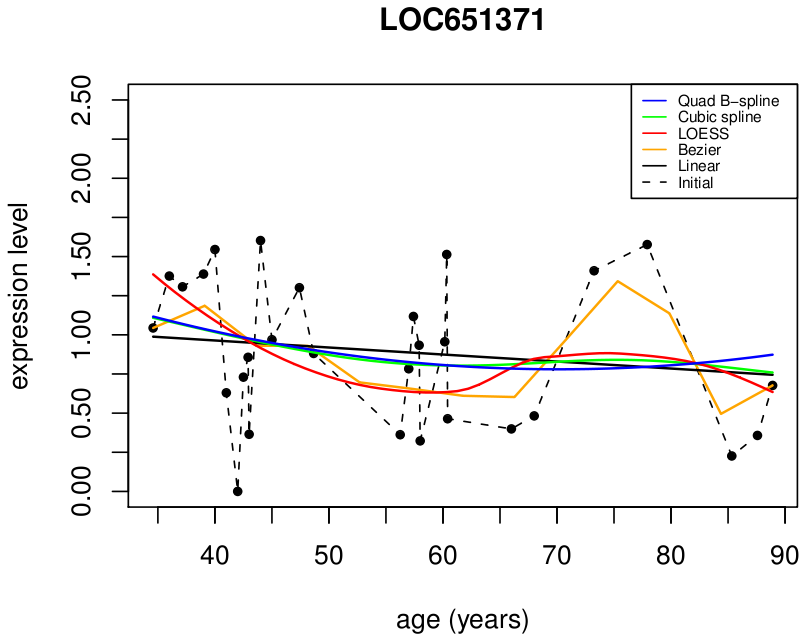 LOC651371
expression level
2.50
2.00
1.50
1.00
0.50
0.00
Quad B−spline
Cubic spline
LOESS
Bezier
Linear
Initial
40 50 60 70 80 90
age (years)